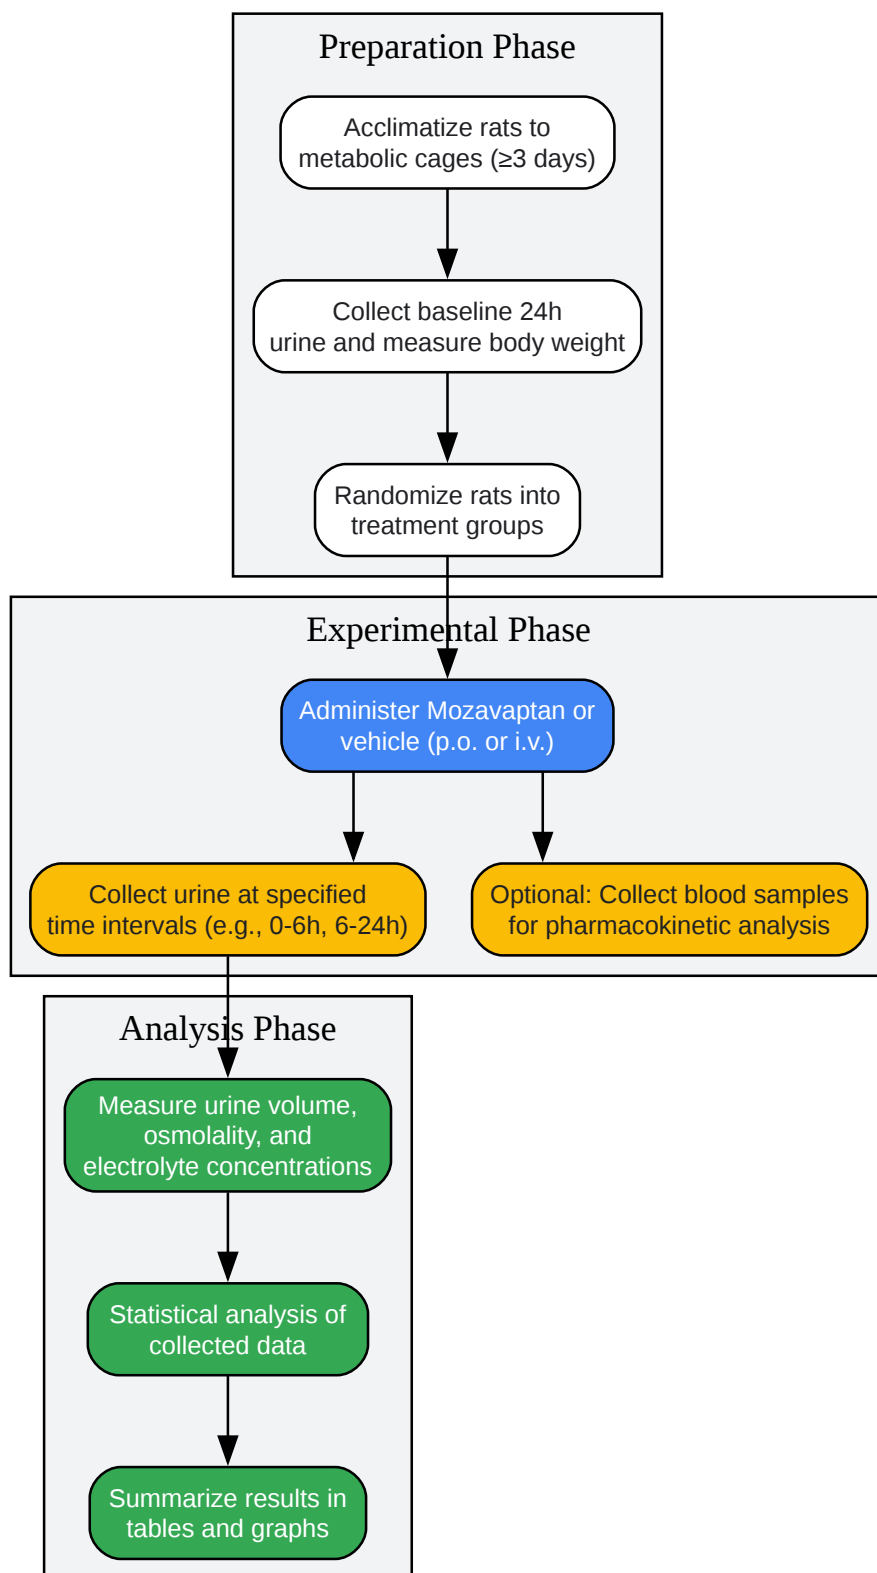 Preparation Phase
Acclimatize rats to
metabolic cages (≥3 days)
Collect baseline 24h
urine and measure body weight
Randomize rats into
treatment groups
Experimental Phase
Administer Mozavaptan or
vehicle (p.o. or i.v.)
Collect urine at specified
time intervals (e.g., 0-6h, 6-24h)
Optional: Collect blood samples
for pharmacokinetic analysis
Analysis Phase
Measure urine volume,
osmolality, and
electrolyte concentrations
Statistical analysis of
collected data
Summarize results in
tables and graphs